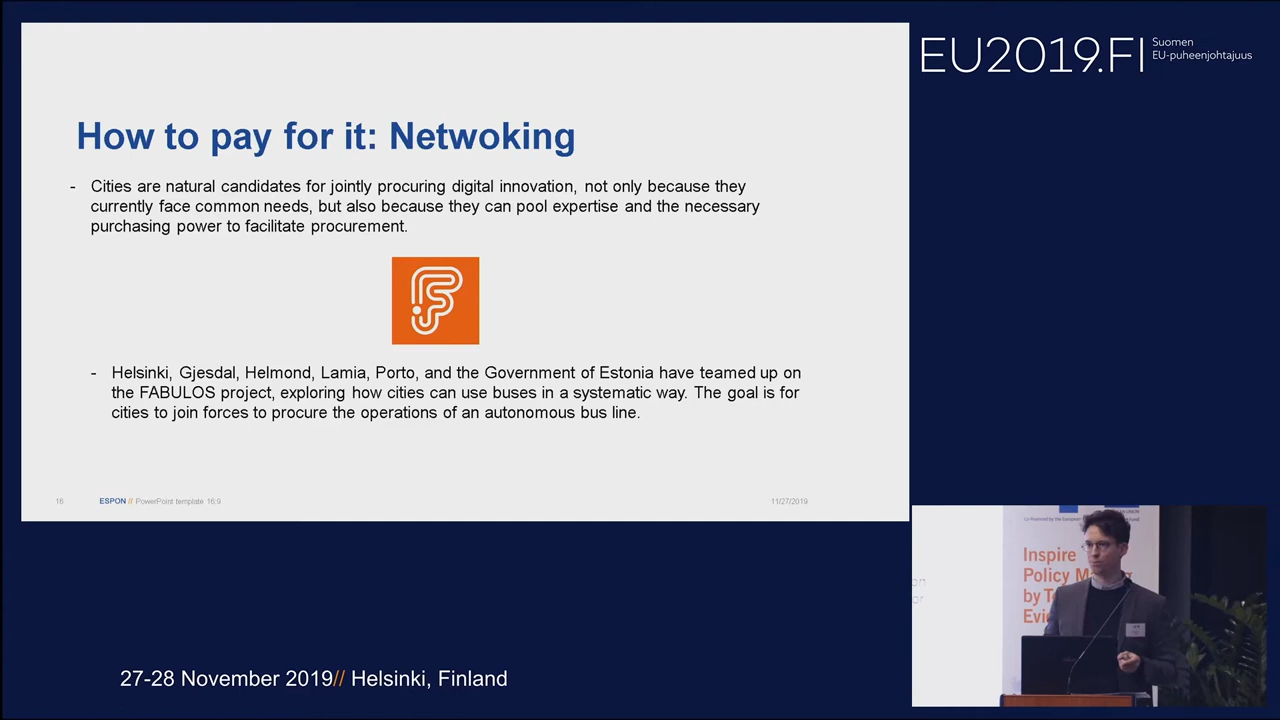 EU2019.FI
Suomen
EU-puheenjohtajuus
How to pay for it: Netwoking
- Cities are natural candidates for jointly procuring digital innovation, not only because they
currently face common needs, but also because they can pool expertise and the necessary
purchasing power to facilitate procurement.
- Helsinki, Gjesdal, Helmond, Lamia, Porto, and the Government of Estonia have teamed up on
the FABULOS project, exploring how cities can use buses in a systematic way. The goal is for
cities to join forces to procure the operations of an autonomous bus line.
16
ESPON // PowerPoint template 16:9
11/27/2019
Inspire
Policy M
by T
Evi
27-28 November 2019// Helsinki, Finland